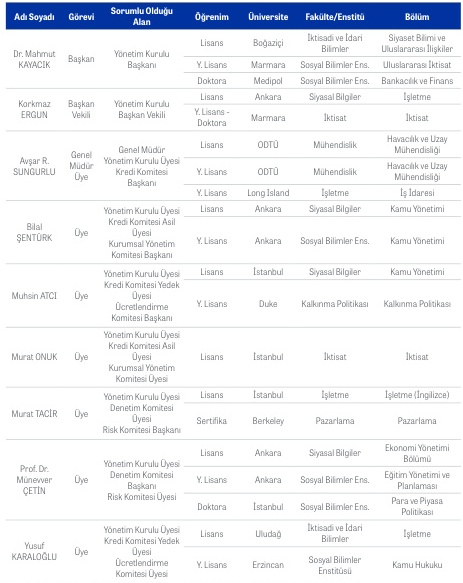 Adı Soyadı Görevi Sorumlu Olduğu Alan Öğrenim Üniversite Fakülte/Enstitü Bölüm
Dr. Mahmut KAYACIK Başkan Yönetim Kurulu Başkanı Lisans Boğaziçi İktisadi ve İdari Bilimler Siyaset Bilimi ve Uluslararası İlişkiler
Y. Lisans Marmara Sosyal Bilimler Ens. Uluslararası İktisat
Doktora Medipol Sosyal Bilimler Ens. Bankacılık ve Finans
Korkmaz ERGUN Başkan Vekili Yönetim Kurulu Başkan Vekili Lisans Ankara Siyasal Bilgiler İşletme
Y. Lisans - Doktora Marmara İktisat İktisat
Avşar R. SUNGURLU Genel Müdür Üye Genel Müdür Yönetim Kurulu Üyesi Kredi Komitesi Başkanı Lisans ODTÜ Mühendislik Havacılık ve Uzay Mühendisliği
Y. Lisans ODTÜ Mühendislik Havacılık ve Uzay Mühendisliği
Y. Lisans Long Island İşletme İş İdaresi
Bilal ŞENTÜRK Üye Yönetim Kurulu Üyesi Kredi Komitesi Asil Üyesi Kurumsal Yönetim Komitesi Başkanı Lisans Ankara Siyasal Bilgiler Kamu Yönetimi
Y. Lisans Ankara Sosyal Bilimler Ens. Kamu Yönetimi
Muhsin ATCI Üye Yönetim Kurulu Üyesi Kredi Komitesi Yedek Üyesi Ücretlendirme Komitesi Başkanı Lisans İstanbul Siyasal Bilgiler Kamu Yönetimi
Y. Lisans Duke Kalkınma Politikası Kalkınma Politikası
Murat ONUK Üye Yönetim Kurulu Üyesi Kredi Komitesi Asil Üyesi Kurumsal Yönetim Komitesi Üyesi Lisans İstanbul İktisat İktisat
Murat TACİR Üye Yönetim Kurulu Üyesi Denetim Komitesi Üyesi Risk Komitesi Başkanı Lisans İstanbul İşletme İşletme (İngilizce)
Sertifika Berkeley Pazarlama Pazarlama
Prof. Dr. Münevver ÇETİN Üye Yönetim Kurulu Üyesi Denetim Komitesi Başkanı Risk Komitesi Üyesi Lisans Ankara Siyasal Bilgiler Ekonomi Yönetimi Bölümü
Y. Lisans Ankara Sosyal Bilimler Ens. Eğitim Yönetimi ve Planlaması
Doktora İstanbul Sosyal Bilimler Ens. Para ve Piyasa Politikası
Yusuf KARALOĞLU Üye Yönetim Kurulu Üyesi Kredi Komitesi Yedek Üyesi Ücretlendirme Komitesi Üyesi Lisans Uludağ İktisadi ve İdari Bilimler İşletme
Y. Lisans Erzincan Sosyal Bilimler Enstitüsü Kamu Hukuku